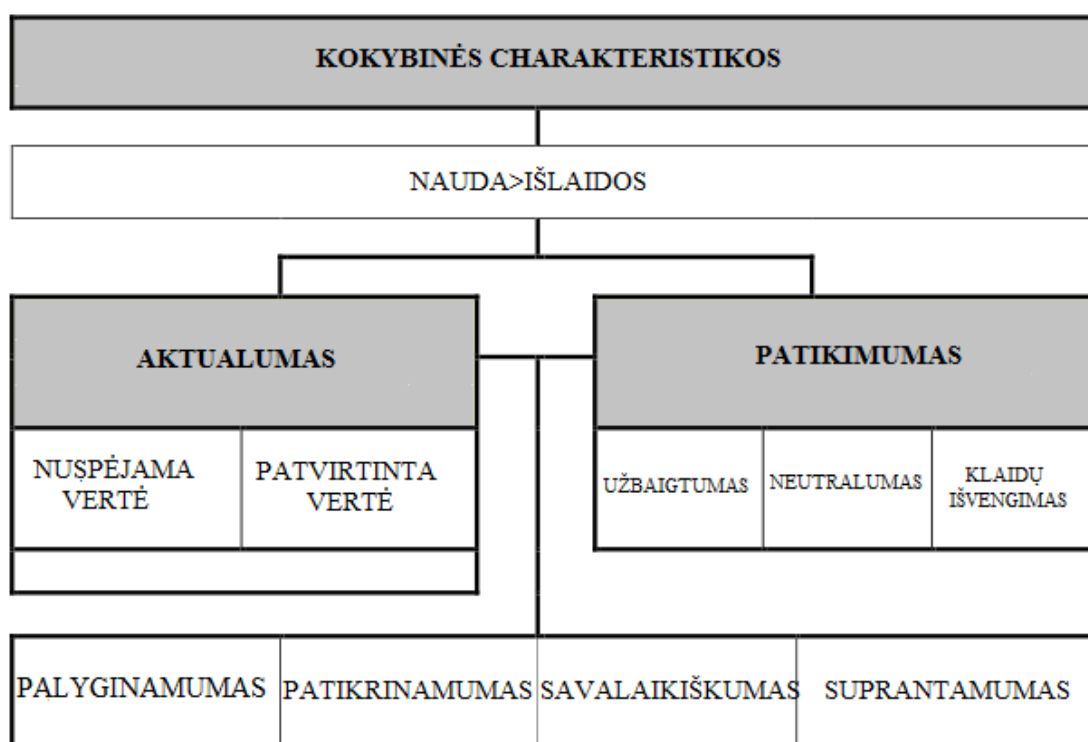 KOKYBINĖS CHARAKTERISTIKOS
NAUDA>IŠLAIDOS
AKTUALUMAS
PATIKIMUMAS
NUSPĖJAMA
VERTĖ
PATVIRTINTA
VERTĖ
UŽBAIGTUMAS
NEUTRALUMAS
KLAIDŲ
IŠVENGIMAS
PALYGINAMUMAS
PATIKRINAMUMAS
SAVALAIKIŠKUMAS
SUPRANTAMUMAS